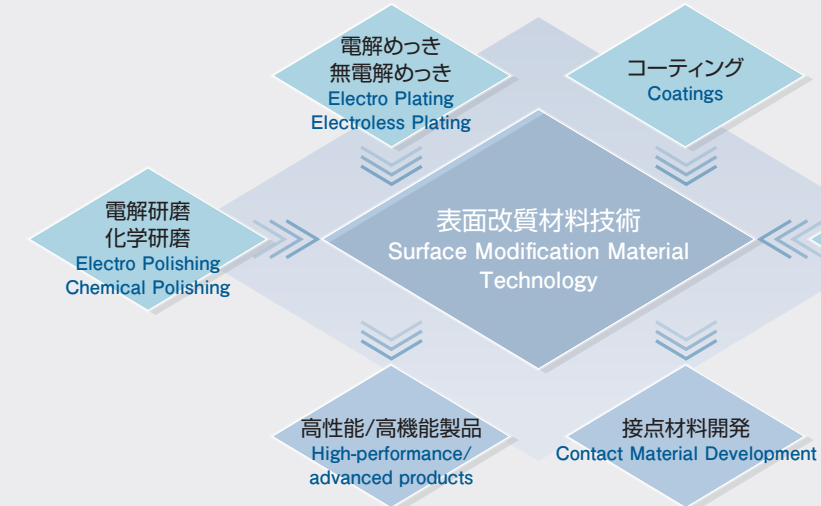 電解めっき
無電解めっき
Electro Plating
Electroless Plating
コーティング
Coatings
電解研磨
化学研磨
Electro Polishing
Chemical Polishing
表面改質材料技術
Surface Modification Material
Technology
高性能/高機能製品
High-performance/
advanced products
接点材料開発
Contact Material Development